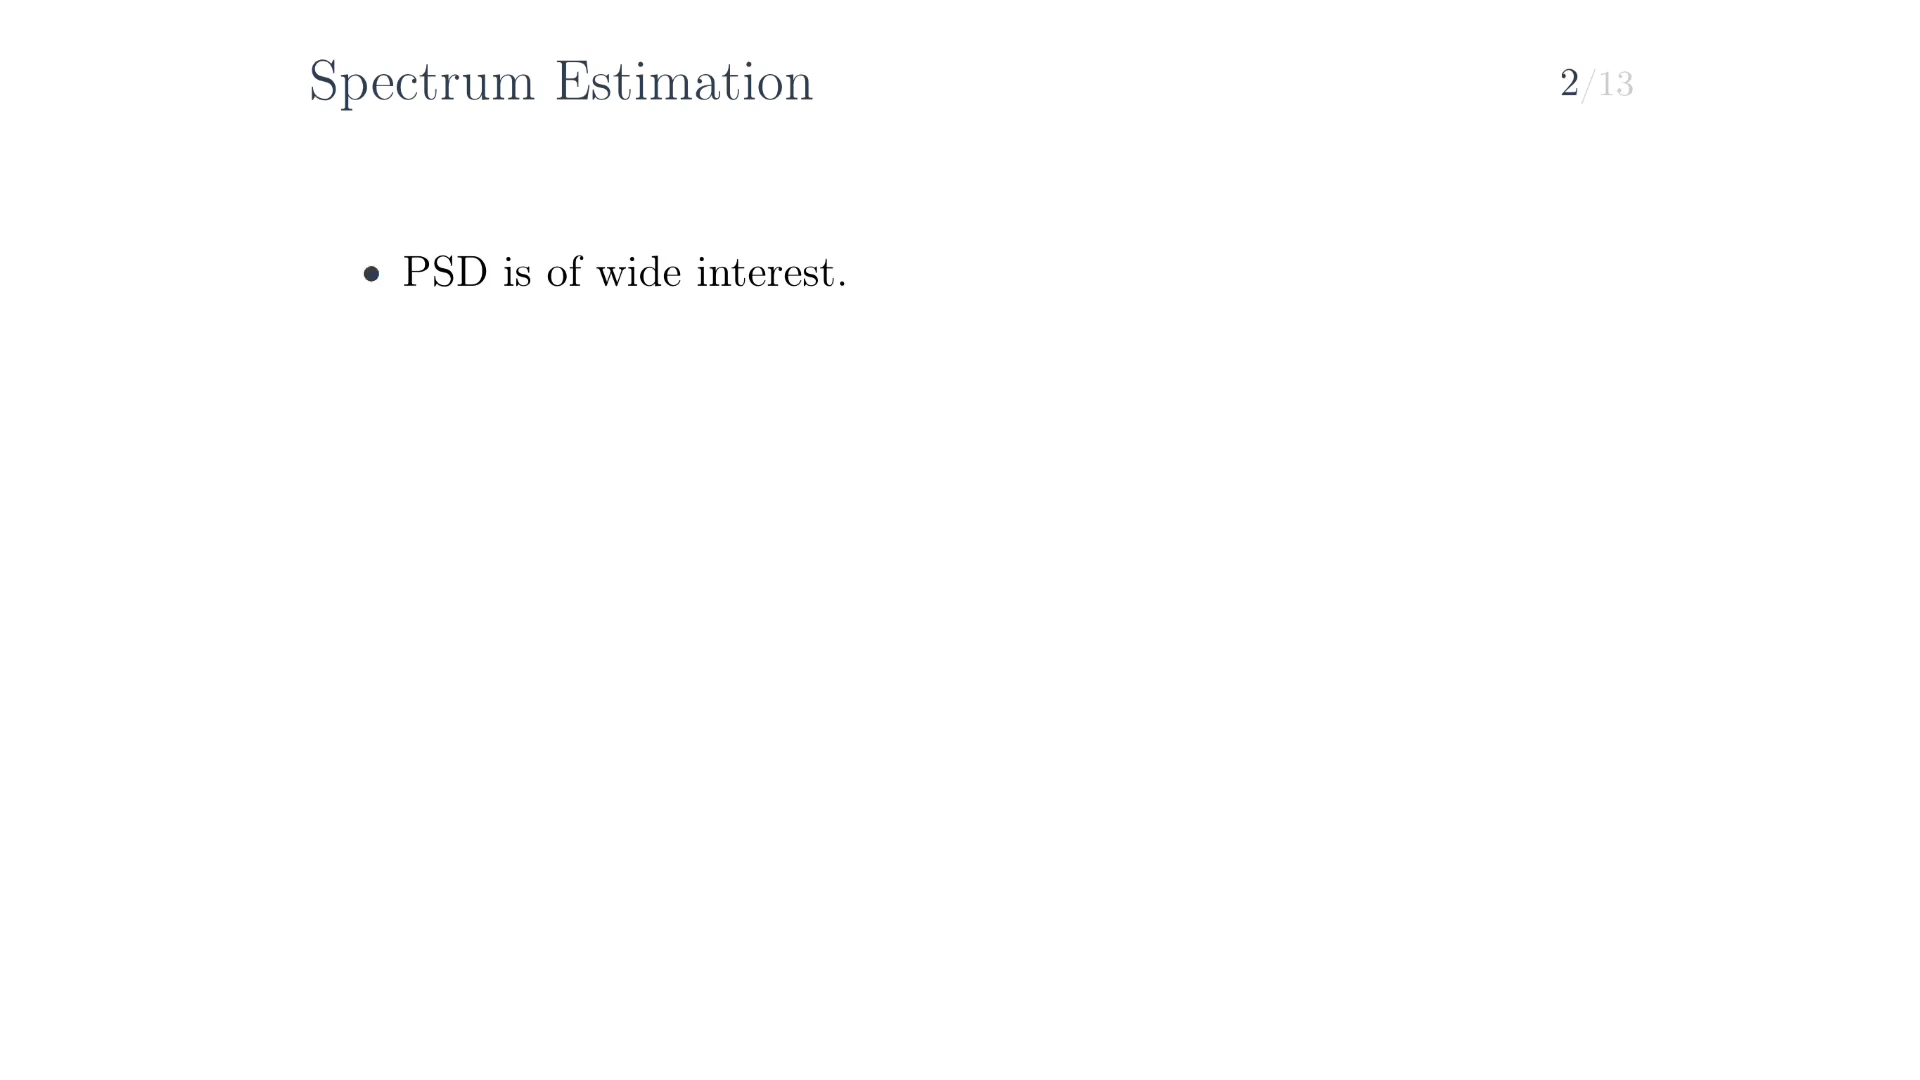 Spectrum Estimation
2/13
• PSD is of wide interest.